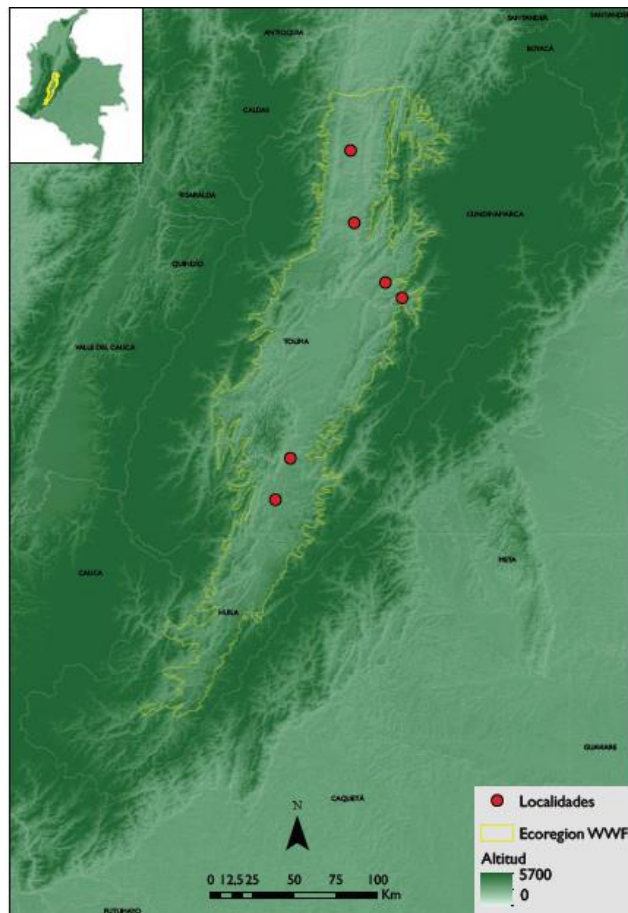 ANTIOQUIA
SANTANDER
SANTANDER
BOYACÁ
CALDAS
RISARALDA
CUNDINAMARCA
QUINDÍO
VALLE DEL CAUCA
TOLIMA
CAUCA
META
HUILA
GUAVIARE
CAQUETÁ
PUTUMAYO
N
0 12,5 25 50 75 100
Km
Localidades
Ecoregion WWF
Altitud
5700
0